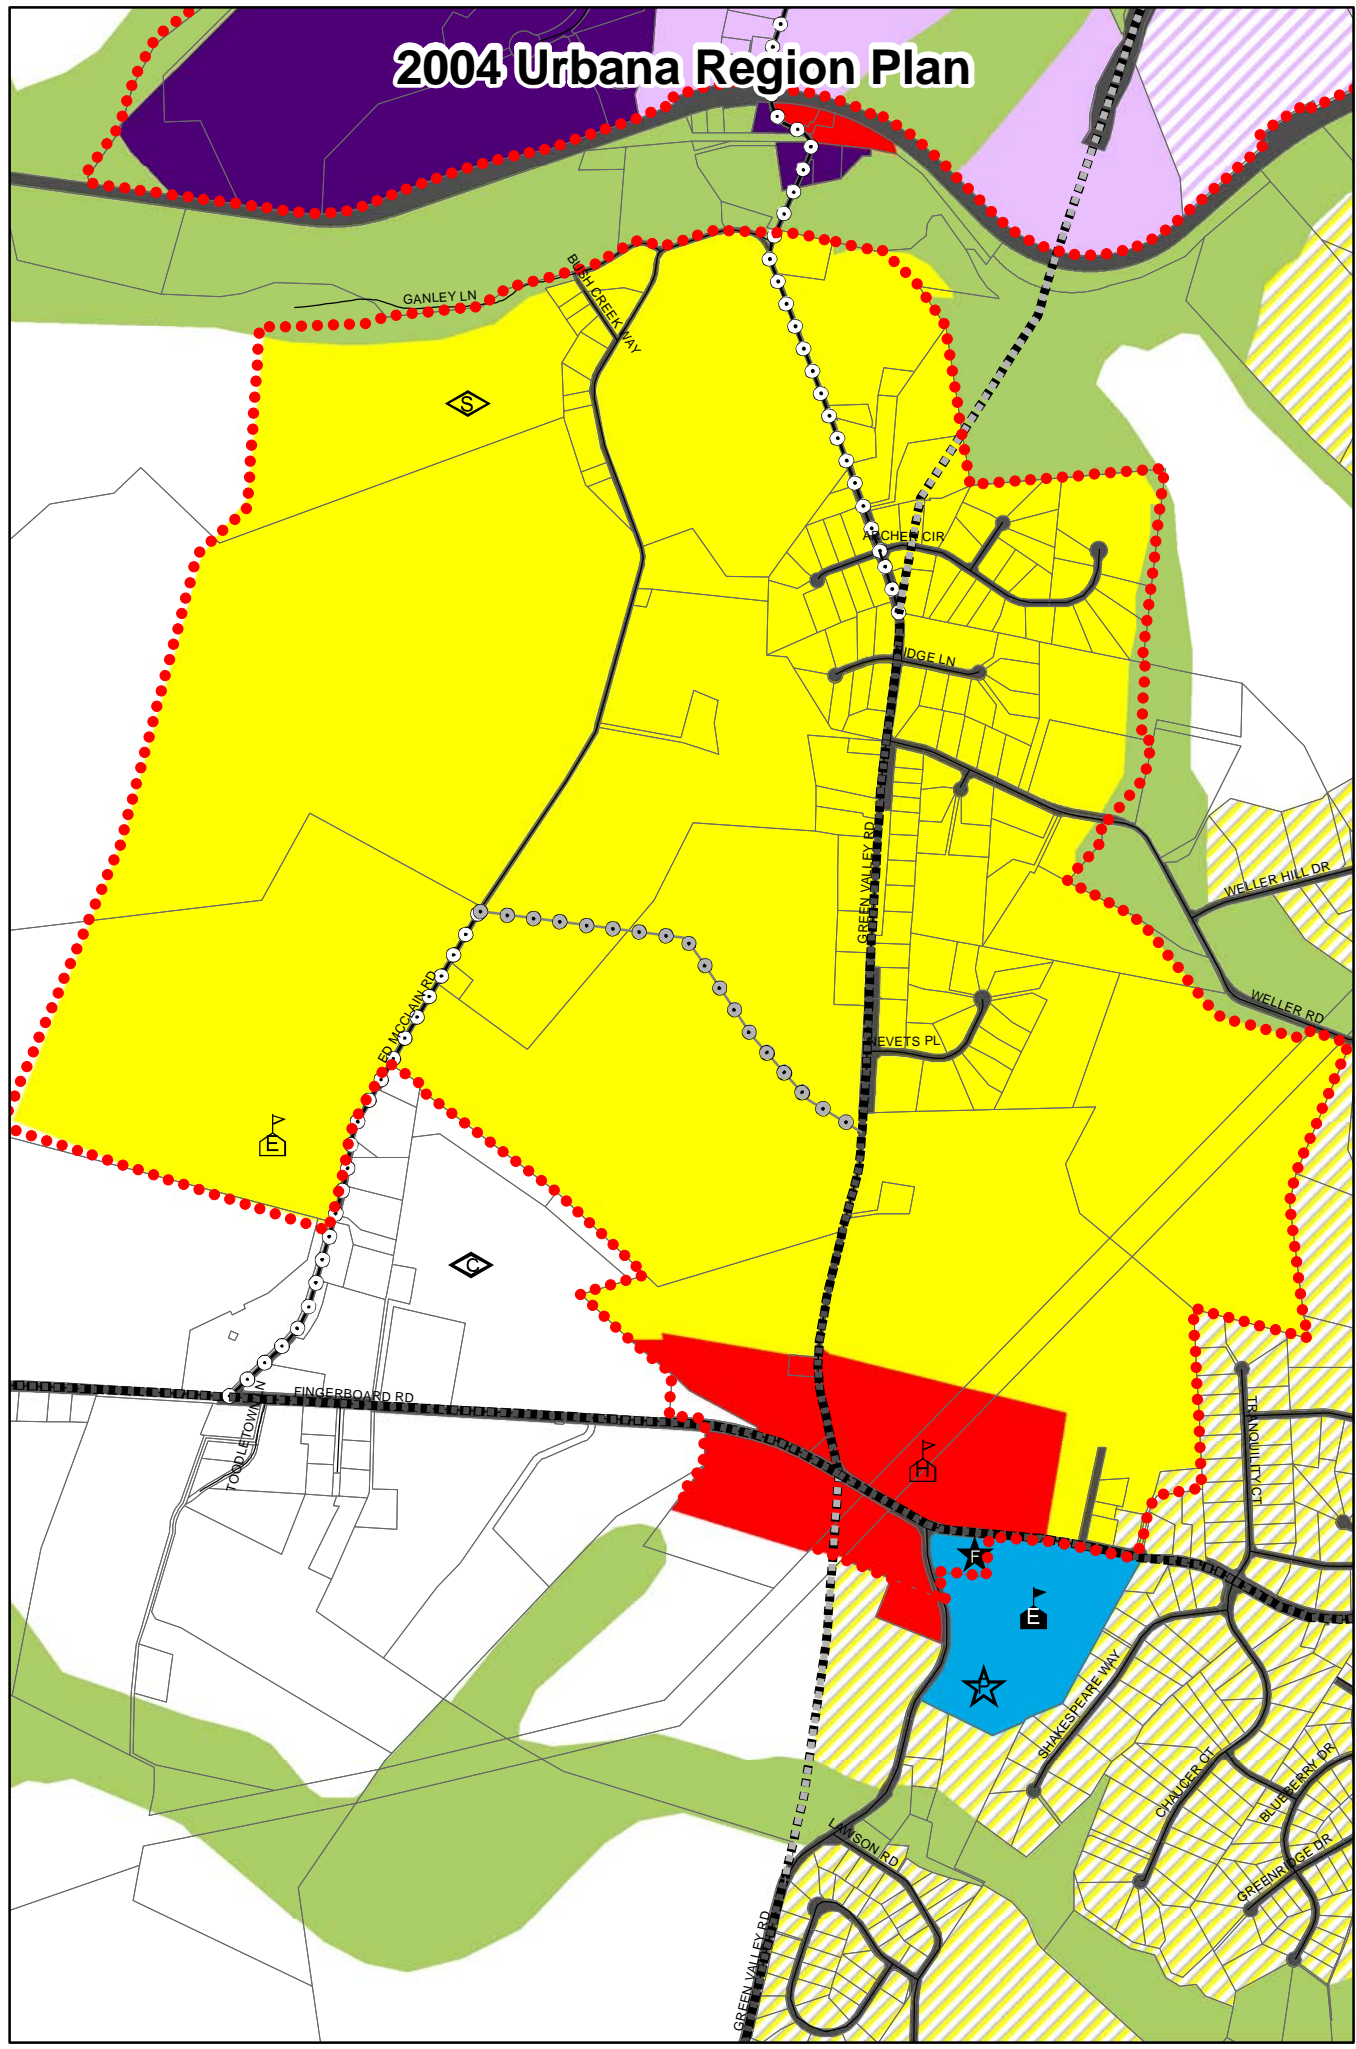 2004 Urbana Region Plan
GANLEY LN
BUSH CREEK WAY
S
ARCHER CIR
IDGE LN
GREEN VALLEY RD
WELLER HILL DR
WELLER RD
ED MCCLAIN RD
NEVETS PL
E
C
FINGERBOARD RD
TOODLETOWN LN
TRANQUILITY CT
H
F
E
P
SHAKESPEARE WAY
CHAUCER CT
BLUEBERRY DR
GREENRIDGE DR
LAWSON RD
GREEN VALLEY RD